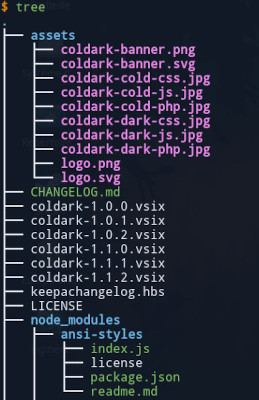 $ tree
.
├── assets
│   ├── coldark-banner.png
│   ├── coldark-banner.svg
│   ├── coldark-cold-css.jpg
│   ├── coldark-cold-js.jpg
│   ├── coldark-cold-php.jpg
│   ├── coldark-dark-css.jpg
│   ├── coldark-dark-js.jpg
│   ├── coldark-dark-php.jpg
│   ├── logo.png
│   └── logo.svg
├── CHANGELOG.md
├── coldark-1.0.0.vsix
├── coldark-1.0.1.vsix
├── coldark-1.0.2.vsix
├── coldark-1.1.0.vsix
├── coldark-1.1.1.vsix
├── coldark-1.1.2.vsix
├── keepachangelog.hbs
├── LICENSE
├── node_modules
│   ├── ansi-styles
│   │   ├── index.js
│   │   ├── license
│   │   ├── package.json
│   │   └── readme.md